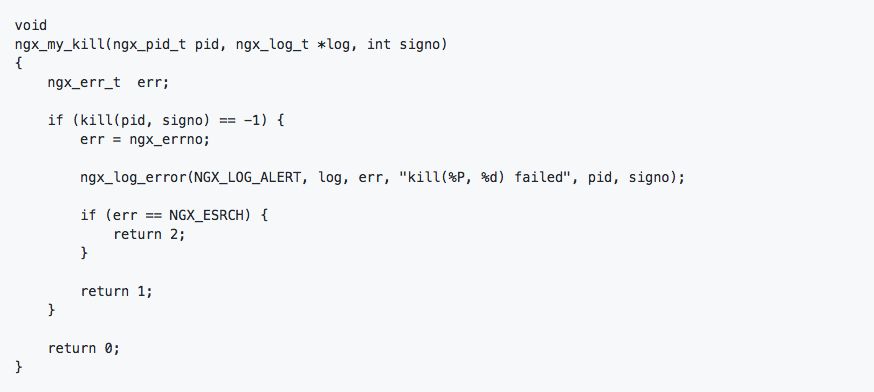 void
ngx_my_kill(ngx_pid_t pid, ngx_log_t *log, int signo)
{
    ngx_err_t  err;

    if (kill(pid, signo) == -1) {
        err = ngx_errno;

        ngx_log_error(NGX_LOG_ALERT, log, err, "kill(%P, %d) failed", pid, signo);

        if (err == NGX_ESRCH) {
            return 2;
        }

        return 1;
    }

    return 0;
}